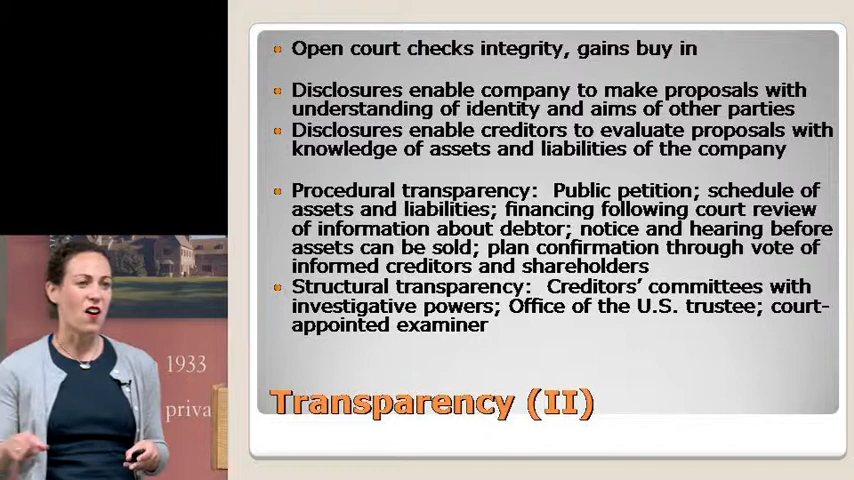 Open court checks integrity, gains buy in
Disclosures enable company to make proposals with
understanding of identity and aims of other parties
Disclosures enable creditors to evaluate proposals with
knowledge of assets and liabilities of the company
Procedural transparency: Public petition; schedule of
assets and liabilities; financing following court review
of information about debtor; notice and hearing before
assets can be sold; plan confirmation through vote of
informed creditors and shareholders
Structural transparency: Creditors' committees with
investigative powers; Office of the U.S. trustee; court-
appointed examiner
Transparency (II)
1933
priva